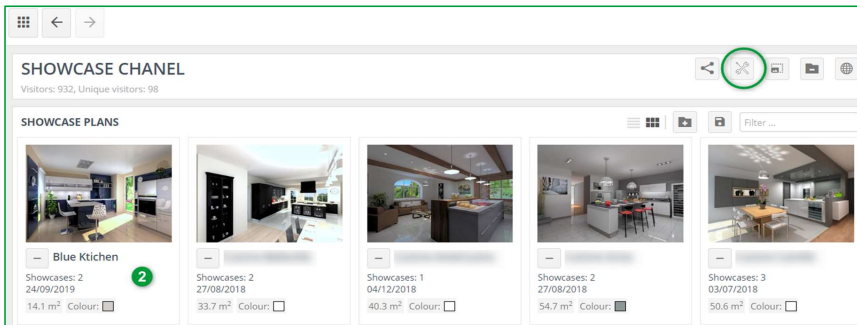 SHOWCASE CHANEL
Visitors: 932, Unique visitors: 98
SHOWCASE PLANS
Filter ...
Blue Ktichen
2
Showcases: 2
24/09/2019
14.1 m² Colour:
Showcases: 2
27/08/2018
33.7 m² Colour:
Showcases: 1
04/12/2018
40.3 m² Colour:
Showcases: 2
27/08/2018
54.7 m² Colour:
Showcases: 3
03/07/2018
50.6 m² Colour: